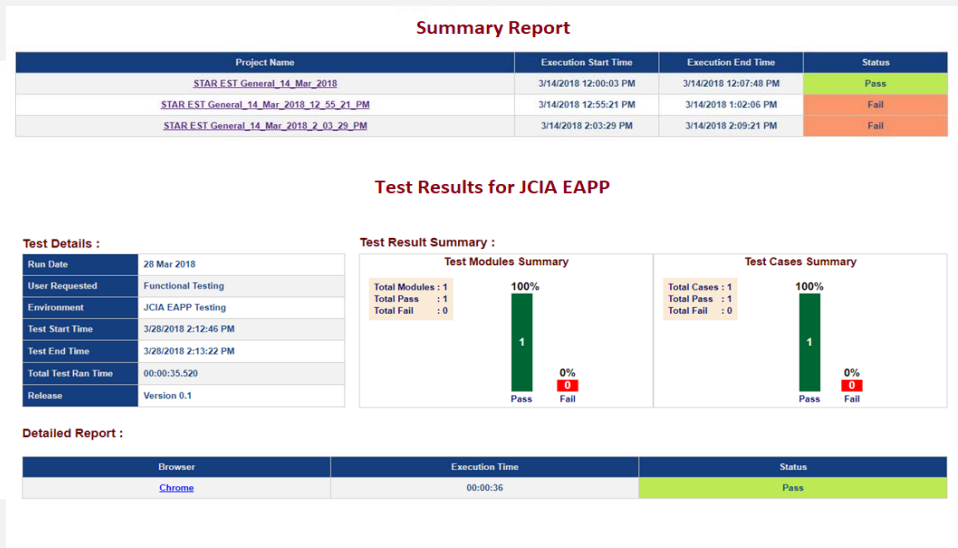 Summary Report
Project Name Execution Start Time Execution End Time Status
STAR EST General_14_Mar_2018 3/14/2018 12:00:03 PM 3/14/2018 12:07:48 PM Pass
STAR EST General_14_Mar_2018_12_55_21_PM 3/14/2018 12:55:21 PM 3/14/2018 1:02:06 PM Fail
STAR EST General_14_Mar_2018_2_03_29_PM 3/14/2018 2:03:29 PM 3/14/2018 2:09:21 PM Fail
Test Results for JCIA EAPP
Test Details :
Run Date 28 Mar 2018
User Requested Functional Testing
Environment JCIA EAPP Testing
Test Start Time 3/28/2018 2:12:46 PM
Test End Time 3/28/2018 2:13:22 PM
Total Test Ran Time 00:00:35.520
Release Version 0.1
Test Result Summary :
Test Modules Summary
Total Modules : 1
Total Pass : 1
Total Fail : 0
100%
1
0%
0
Pass Fail
Test Cases Summary
Total Cases : 1
Total Pass : 1
Total Fail : 0
100%
1
0%
0
Pass Fail
Detailed Report :
Browser Execution Time Status
Chrome 00:00:36 Pass